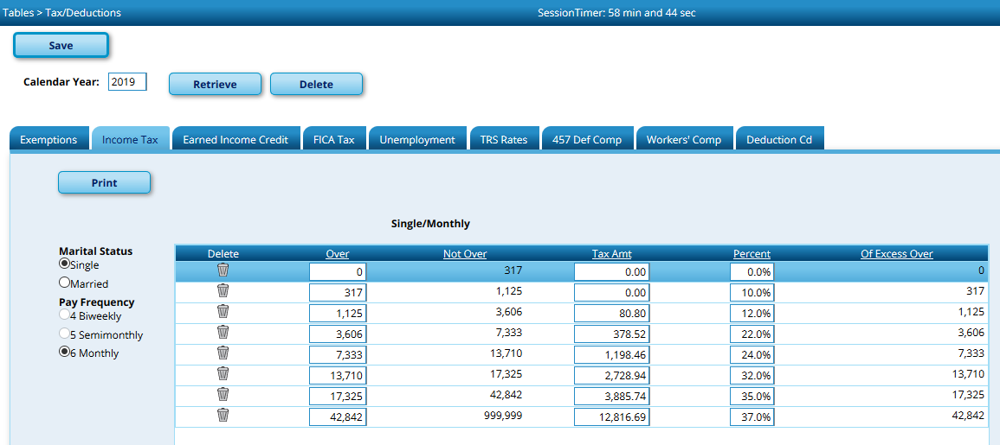 Tables > Tax/Deductions SessionTimer: 58 min and 44 sec
Save
Calendar Year: 2019 Retrieve Delete
Exemptions Income Tax Earned Income Credit FICA Tax Unemployment TRS Rates 457 Def Comp Workers' Comp Deduction Cd
Print
Single/Monthly
Marital Status
Single
Married
Pay Frequency
4 Biweekly
5 Semimonthly
6 Monthly
Delete Over Not Over Tax Amt Percent Of Excess Over
0 317 0.00 0.0% 0
317 1,125 0.00 10.0% 317
1,125 3,606 80.80 12.0% 1,125
3,606 7,333 378.52 22.0% 3,606
7,333 13,710 1,198.46 24.0% 7,333
13,710 17,325 2,728.94 32.0% 13,710
17,325 42,842 3,885.74 35.0% 17,325
42,842 999,999 12,816.69 37.0% 42,842